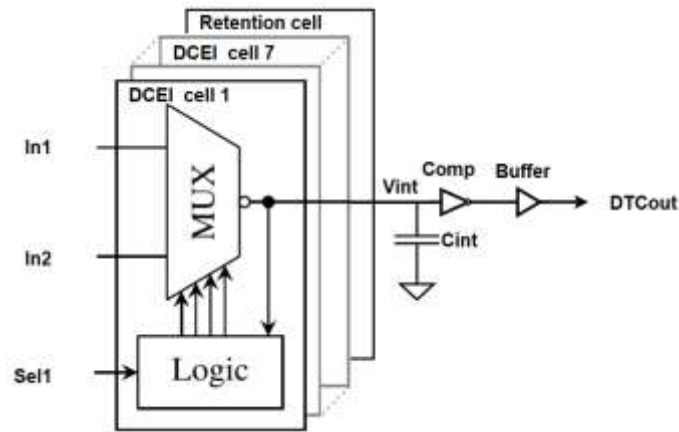 Retention cell
DCEI cell 7
DCEI cell 1
In1
MUX
In2
Comp
Buffer
Vint
DTCout
Cint
Sel1
Logic